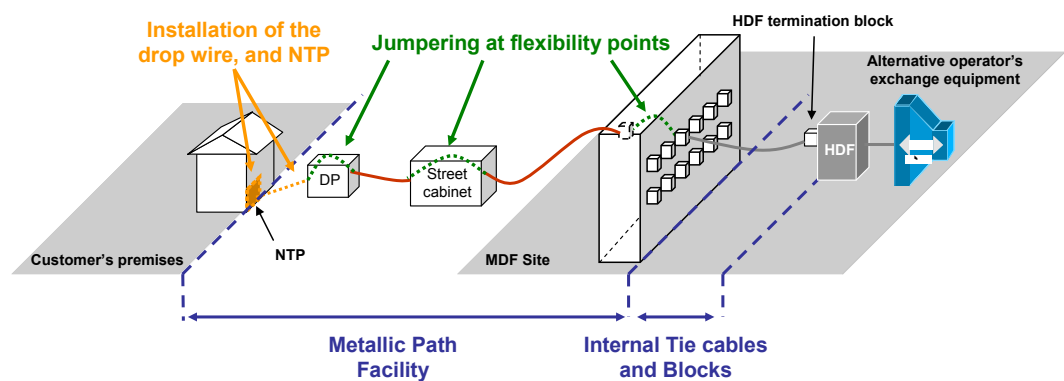 Installation of the
drop wire, and NTP
Jumpering at flexibility points
HDF termination block
Alternative operator's
exchange equipment
DP
Street
cabinet
HDF
NTP
Customer's premises
MDF Site
Metallic Path
Facility
Internal Tie cables
and Blocks